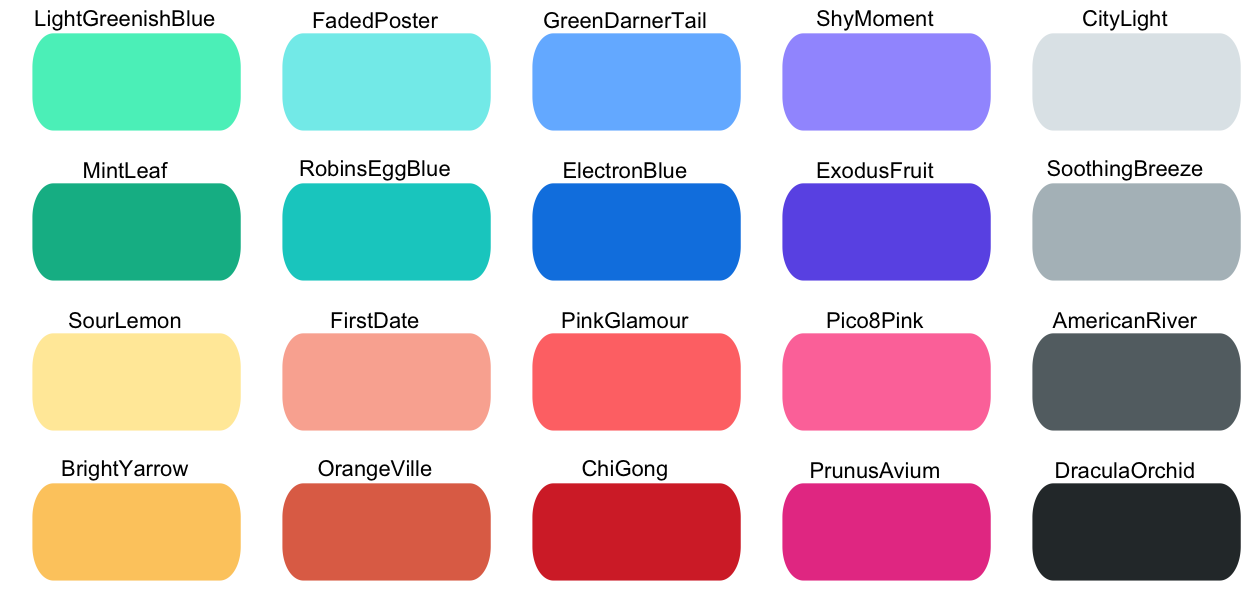 LightGreenishBlue
FadedPoster
GreenDarnerTail
ShyMoment
CityLight
MintLeaf
RobinsEggBlue
ElectronBlue
ExodusFruit
SoothingBreeze
SourLemon
FirstDate
PinkGlamour
Pico8Pink
AmericanRiver
BrightYarrow
OrangeVille
ChiGong
PrunusAvium
DraculaOrchid